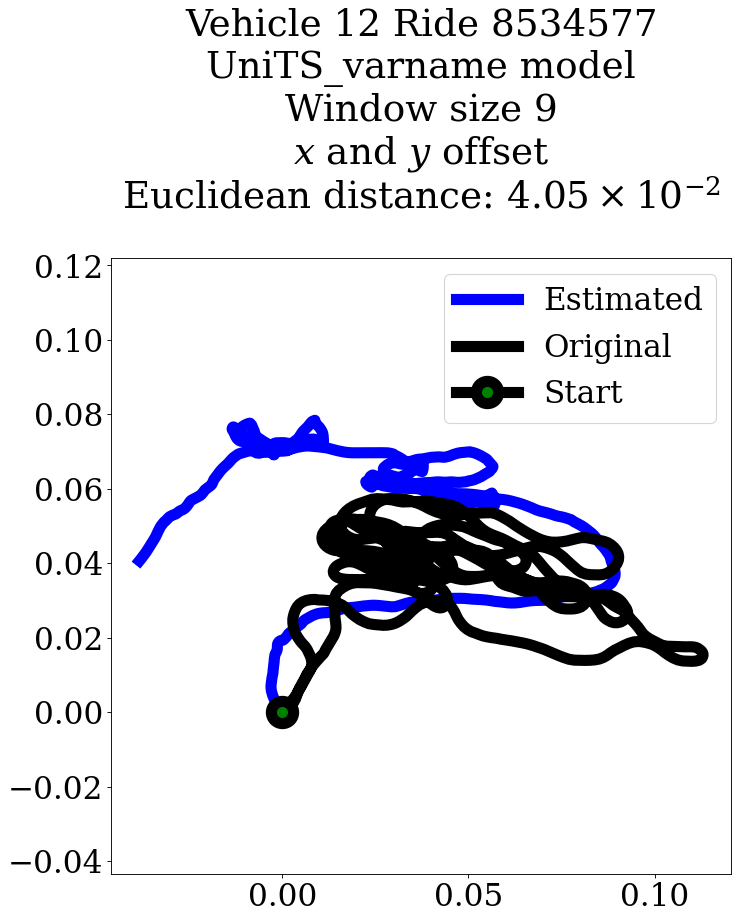 Vehicle 12 Ride 8534577
UniTS_varname model
Window size 9
x and y offset
Euclidean distance: 4.05 × 10⁻²
0.12
0.10
0.08
0.06
0.04
0.02
0.00
−0.02
−0.04
Estimated
Original
Start
0.00 0.05 0.10